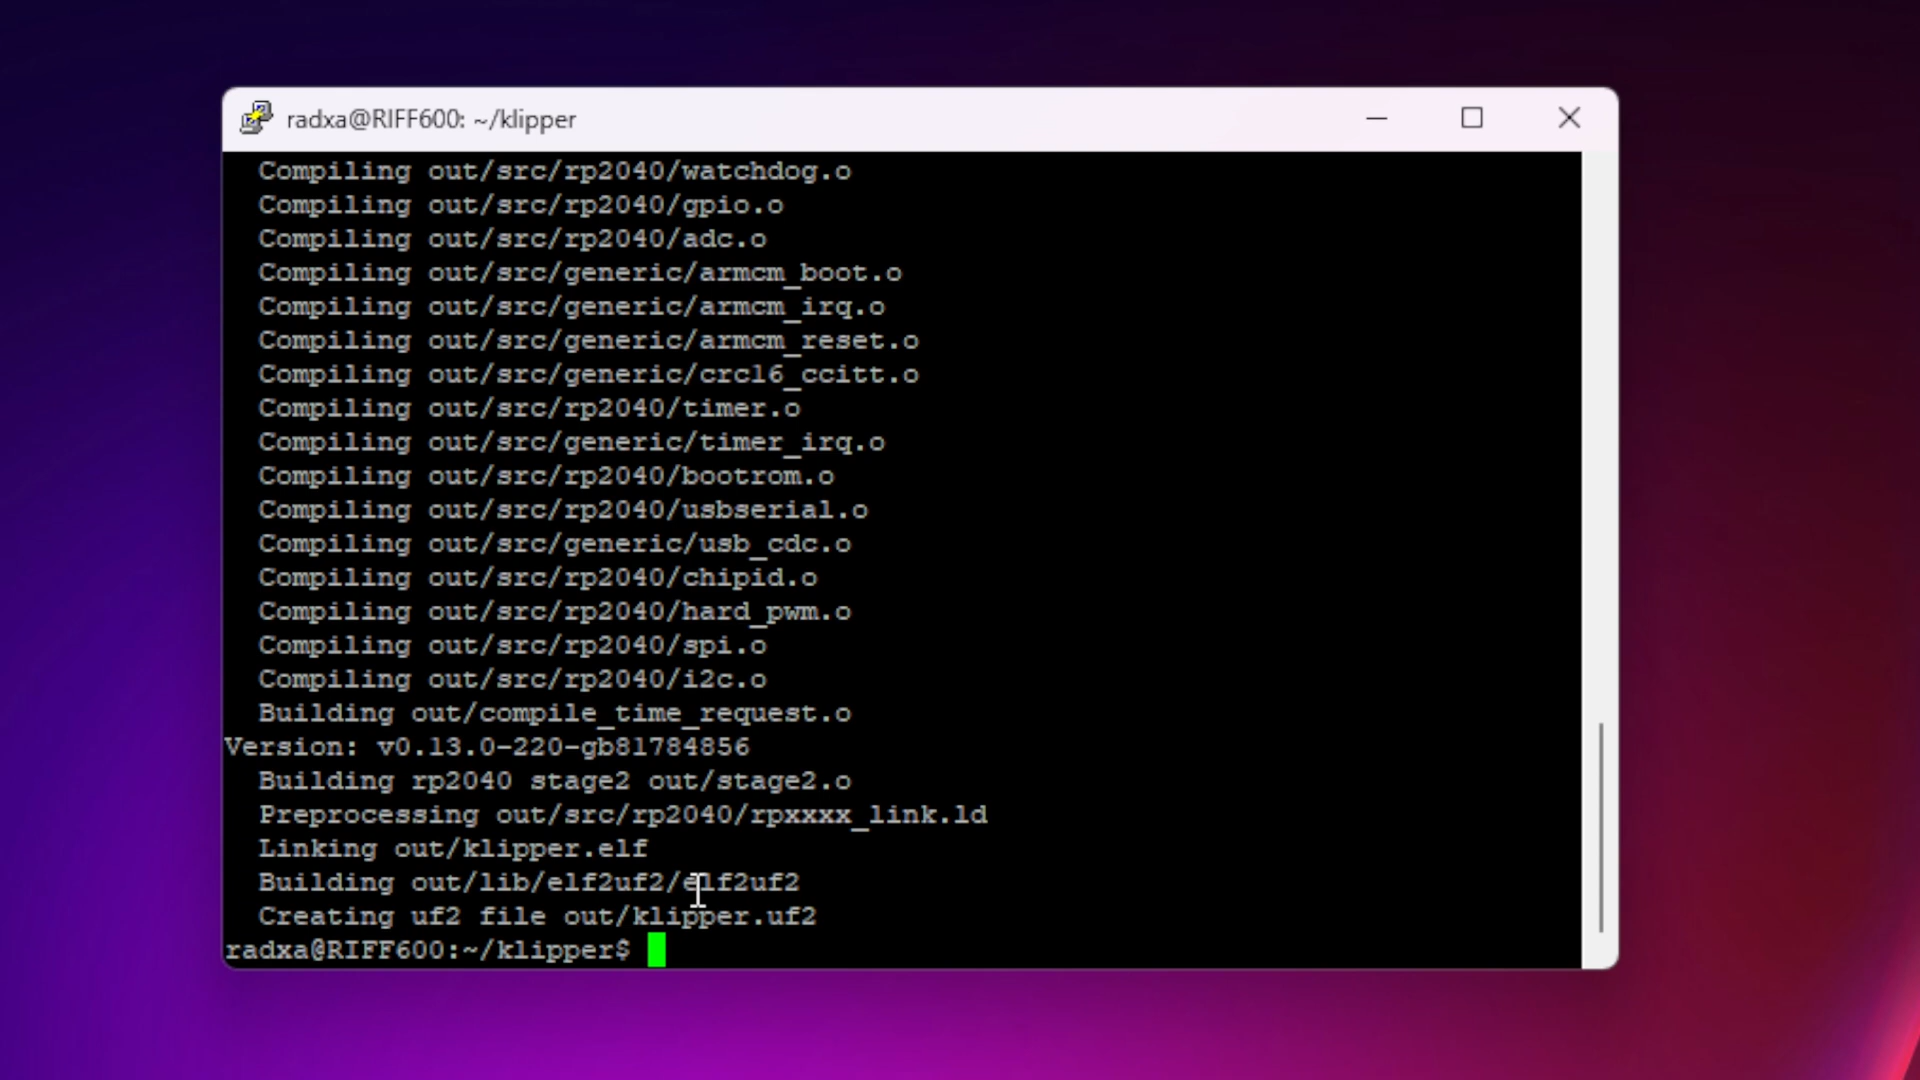 radxa@RIFF600: ~/klipper
Compiling out/src/rp2040/watchdog.o
Compiling out/src/rp2040/gpio.o
Compiling out/src/rp2040/adc.o
Compiling out/src/generic/armcm_boot.o
Compiling out/src/generic/armcm_irq.o
Compiling out/src/generic/armcm_reset.o
Compiling out/src/generic/crc16_ccitt.o
Compiling out/src/rp2040/timer.o
Compiling out/src/generic/timer_irq.o
Compiling out/src/rp2040/bootrom.o
Compiling out/src/rp2040/usbserial.o
Compiling out/src/generic/usb_cdc.o
Compiling out/src/rp2040/chipid.o
Compiling out/src/rp2040/hard_pwm.o
Compiling out/src/rp2040/spi.o
Compiling out/src/rp2040/i2c.o
Building out/compile_time_request.o
Version: v0.13.0-220-gb81784856
Building rp2040 stage2 out/stage2.o
Preprocessing out/src/rp2040/rpxxxx_link.ld
Linking out/klipper.elf
Building out/lib/elf2uf2/elf2uf2
Creating uf2 file out/klipper.uf2
radxa@RIFF600:~/klipper$